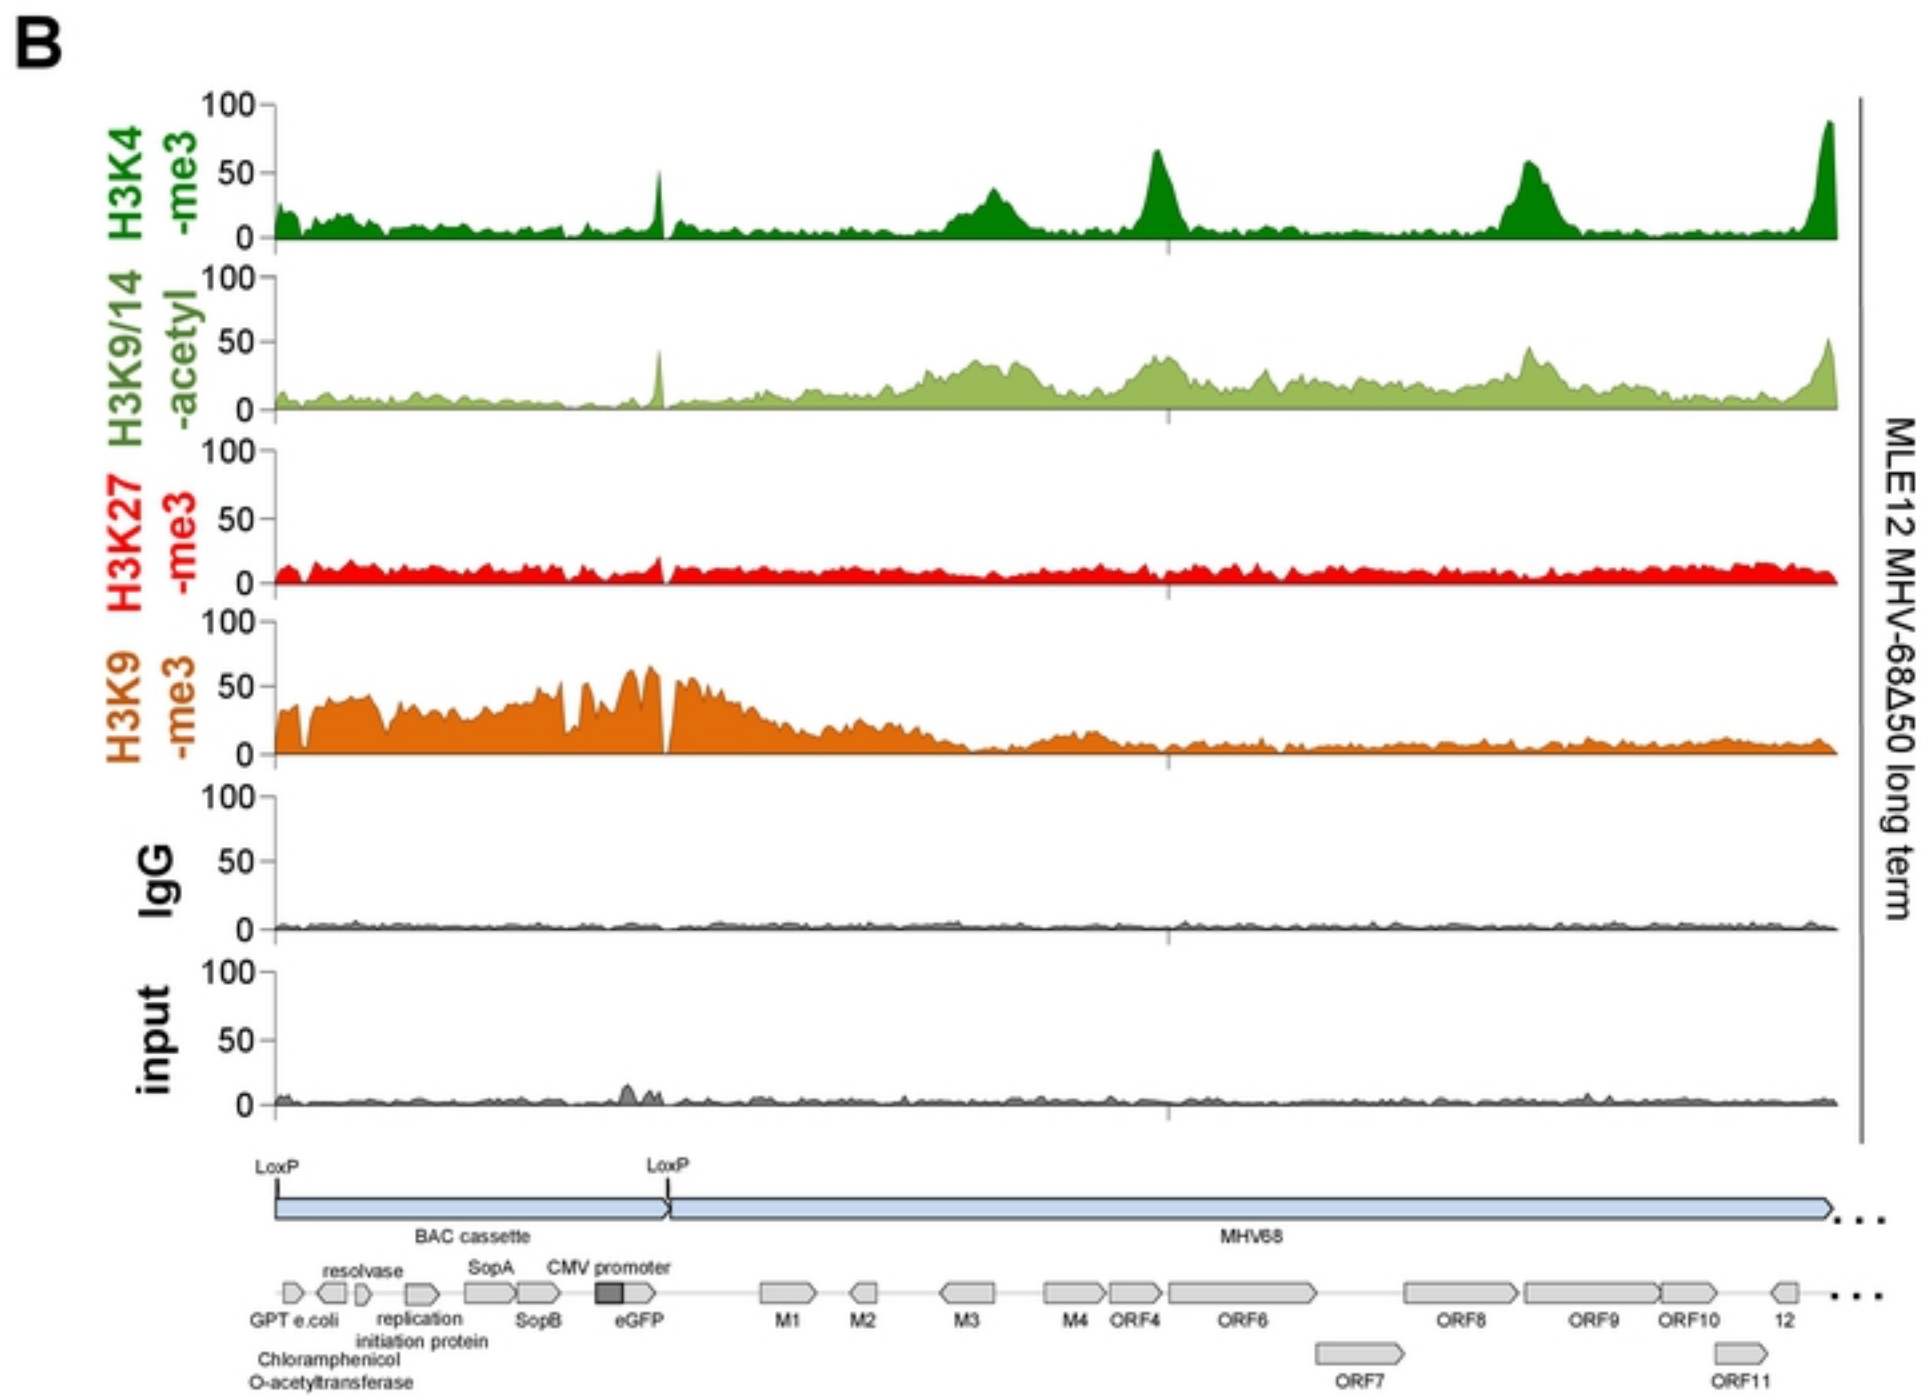 B
H3K4
-me3
100
50
0
H3K9/14
-acetyl
100
50
0
H3K27
-me3
100
50
0
H3K9
-me3
100
50
0
IgG
100
50
0
input
100
50
0
MLE12 MHV-68Δ50 long term
LoxP LoxP
BAC cassette MHV68
...
resolvase SopA CMV promoter
...
GPT e.coli replication SopB eGFP M1 M2 M3 M4 ORF4 ORF6 ORF8 ORF9 ORF10 12
initiation protein
Chloramphenicol
O-acetyltransferase
ORF7 ORF11